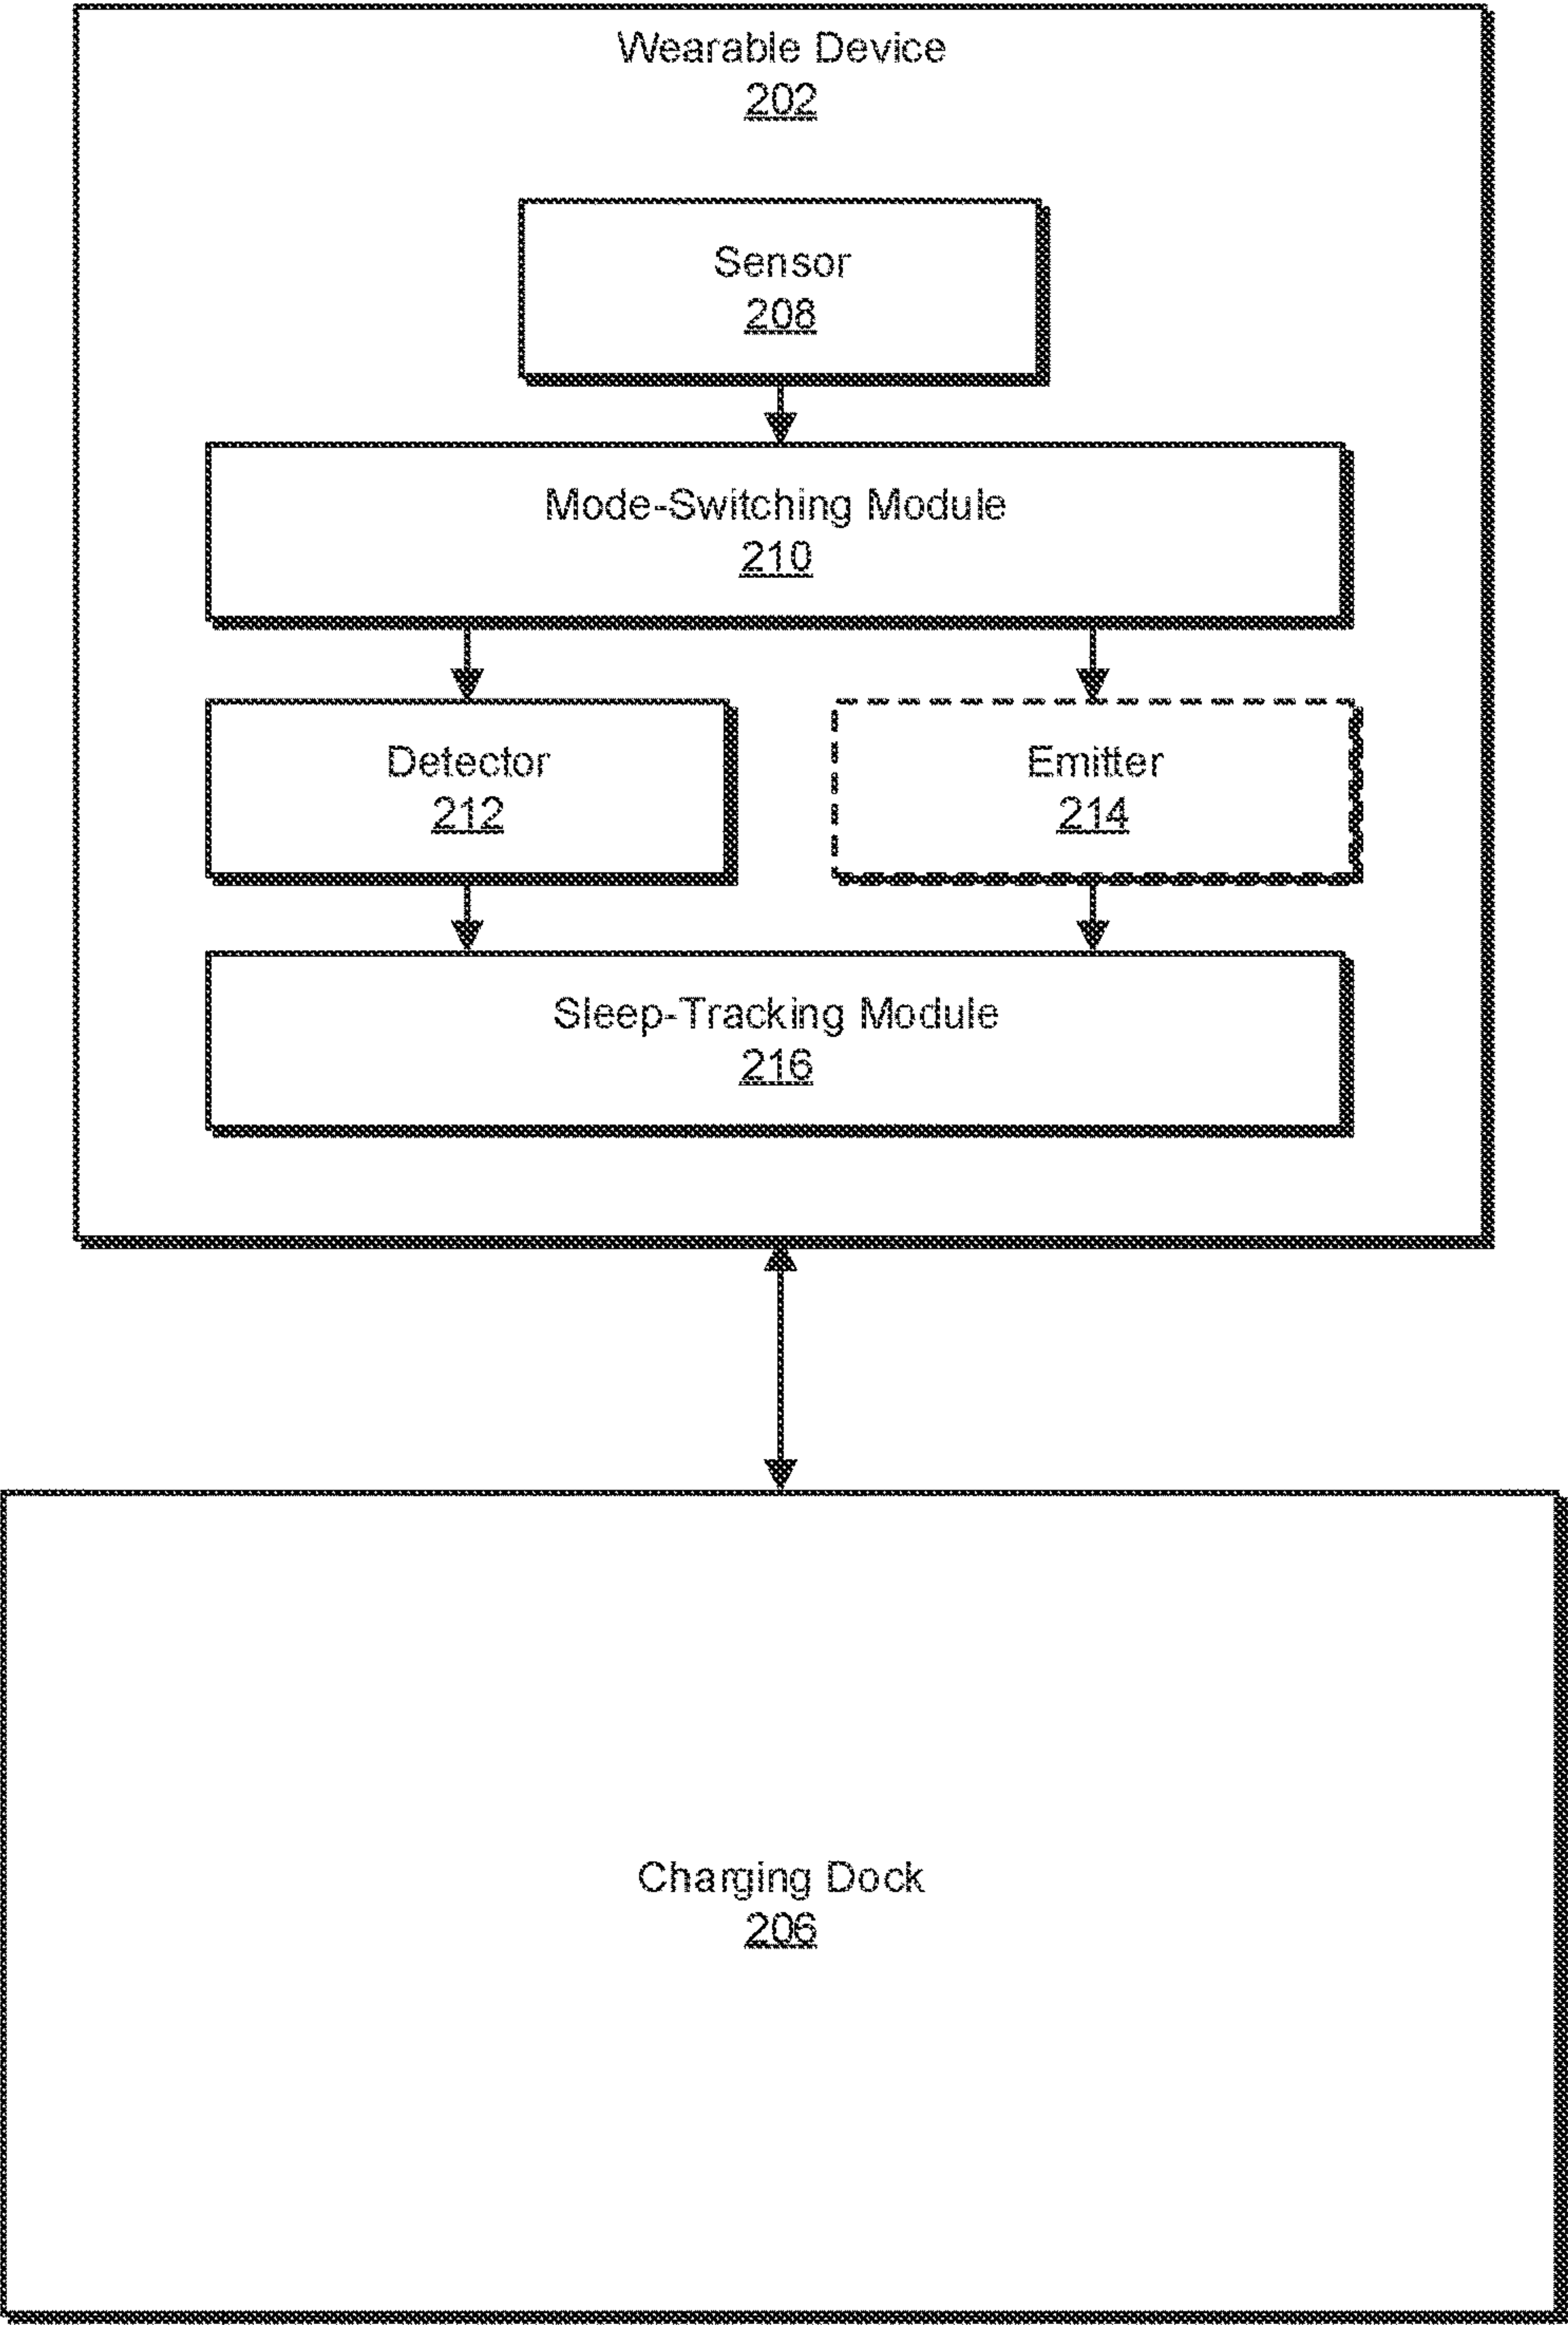 Wearable Device
202
Sensor
208
Mode-Switching Module
210
Detector
212
Emitter
214
Sleep-Tracking Module
216
Charging Dock
206